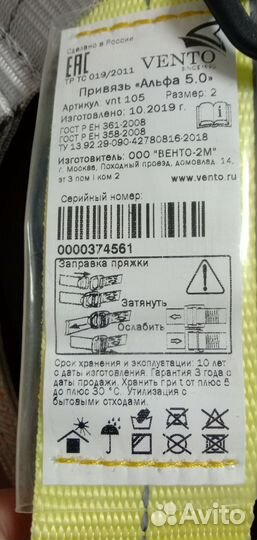 Сделано в России
EAC
VENTO
ТР ТС 019/2011
Привязь «Альфа 5.0»
Артикул. vnt 105 Размер: 2
Изготовлено: 10.2019 г.
ГОСТ Р ЕН 361-2008
ГОСТ Р ЕН 358-2008
ТУ 13.92.29-090-42780816-2018
Изготовитель: ООО "ВЕНТО-2М"
г. Москва, Походный проезд, домовлад. 14,
эт 3 пом I ком 2
www.vento.ru
Серийный номер:
0000374561
Заправка пряжки
Затянуть
Ослабить
Срок хранения и эксплуатации: 10 лет
с даты изготовления. Гарантия 3 года с
даты продажи. Хранить при t от плюс 5
до плюс 30 °С. Утилизация с
бытовыми отходами.
Avito